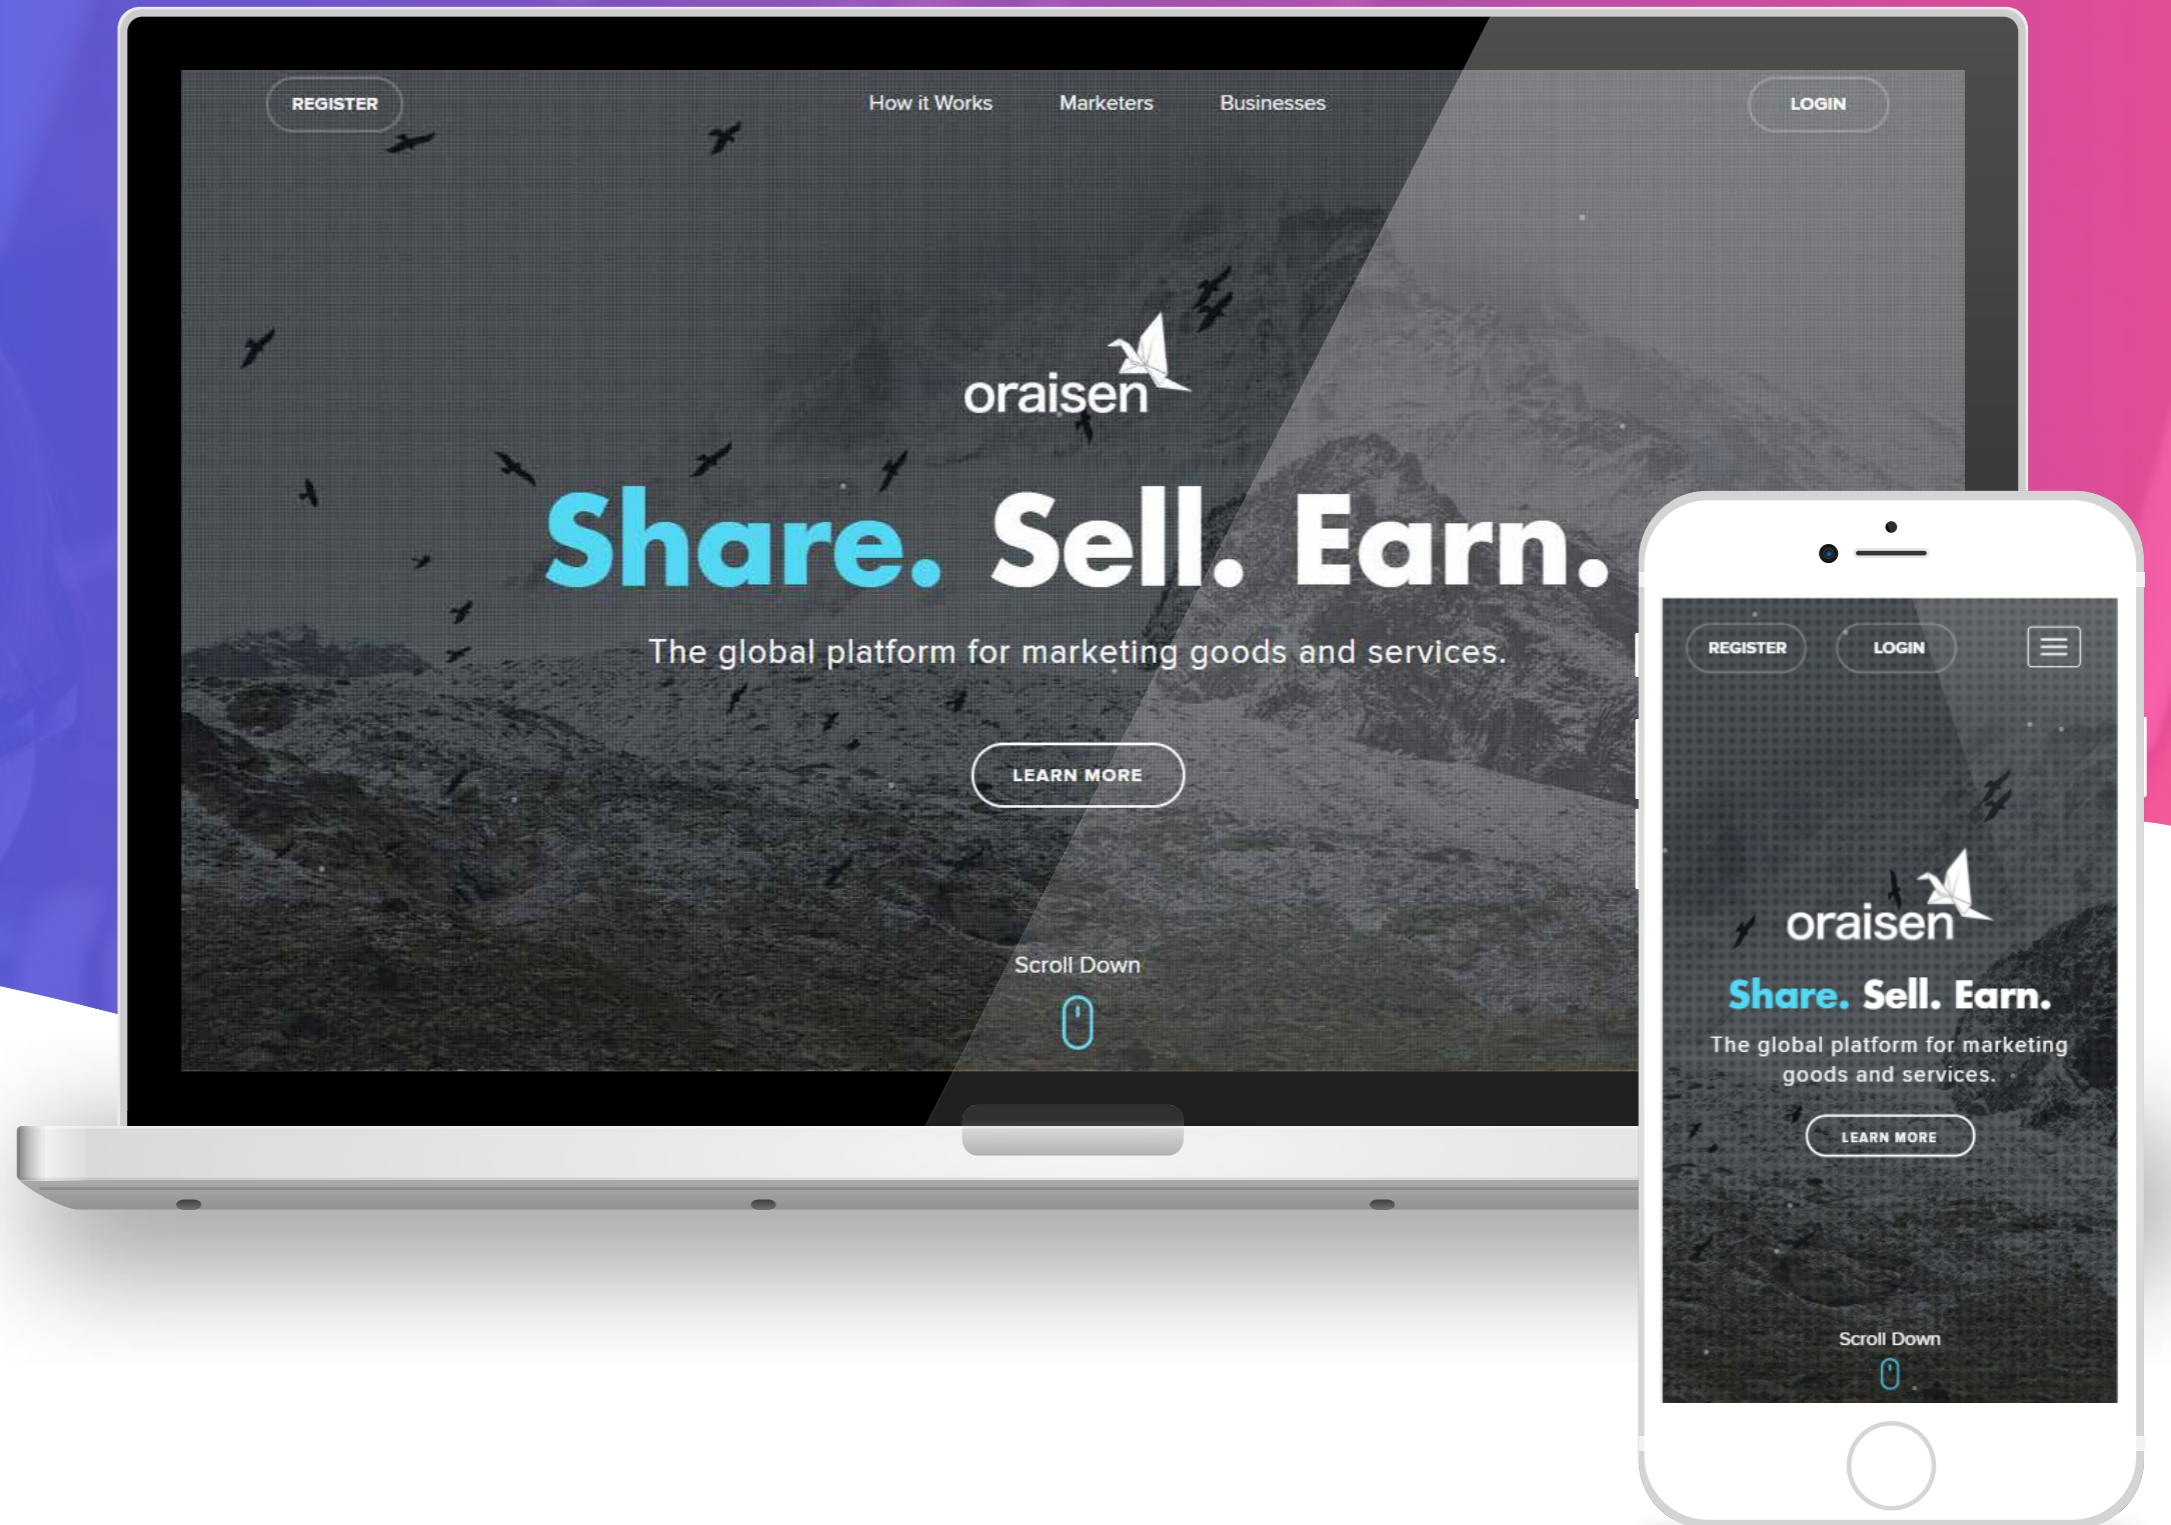 REGISTER
How it Works
Marketers
Businesses
LOGIN
oraisen
Share. Sell. Earn.
The global platform for marketing goods and services.
LEARN MORE
Scroll Down
REGISTER
LOGIN
oraisen
Share. Sell. Earn.
The global platform for marketing
goods and services.
LEARN MORE
Scroll Down